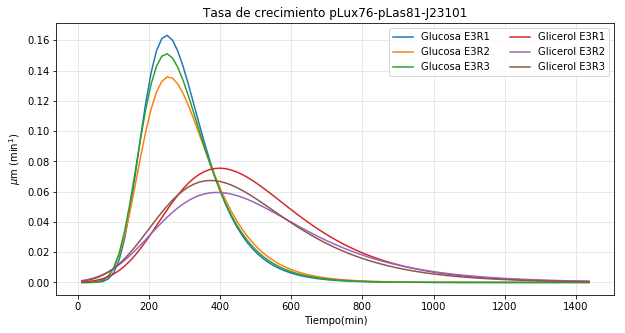 Tasa de crecimiento pLux76-pLas81-J23101
Glucosa E3R1
Glucosa E3R2
Glucosa E3R3
Glicerol E3R1
Glicerol E3R2
Glicerol E3R3
μm (min¹)
0.16
0.14
0.12
0.10
0.08
0.06
0.04
0.02
0.00
0 200 400 600 800 1000 1200 1400
Tiempo(min)